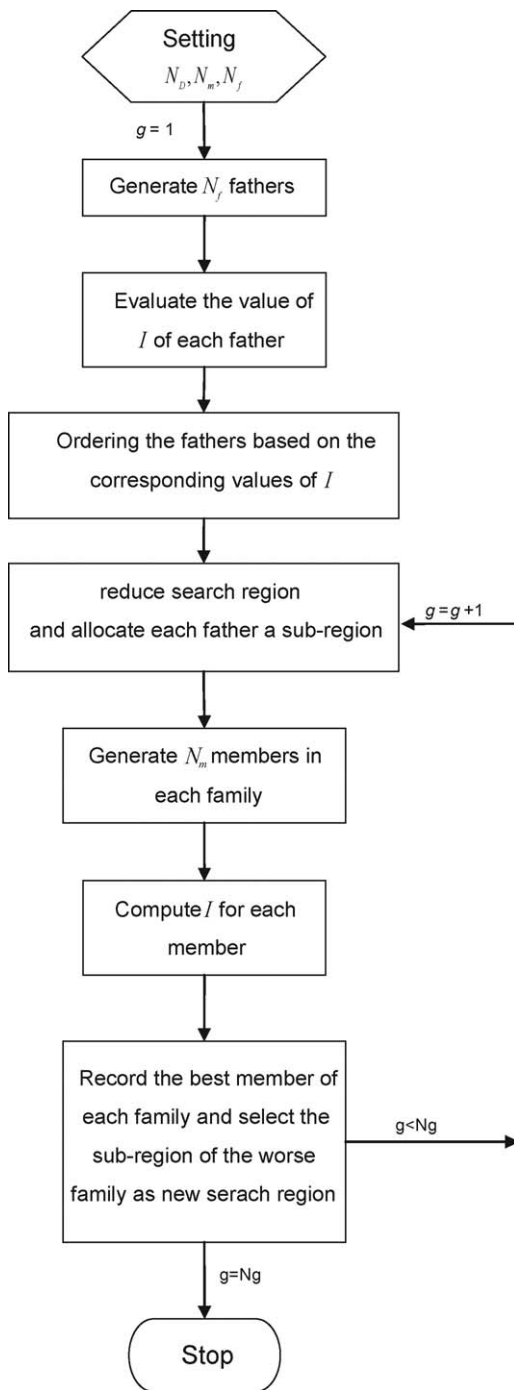 Setting
N_D, N_m, N_f
g = 1
Generate N_f fathers
Evaluate the value of
I of each father
Ordering the fathers based on the
corresponding values of I
reduce search region
and allocate each father a sub-region
g = g +1
Generate N_m members in
each family
Compute I for each
member
Record the best member of
each family and select the
sub-region of the worse
family as new serach region
g<Ng
g=Ng
Stop